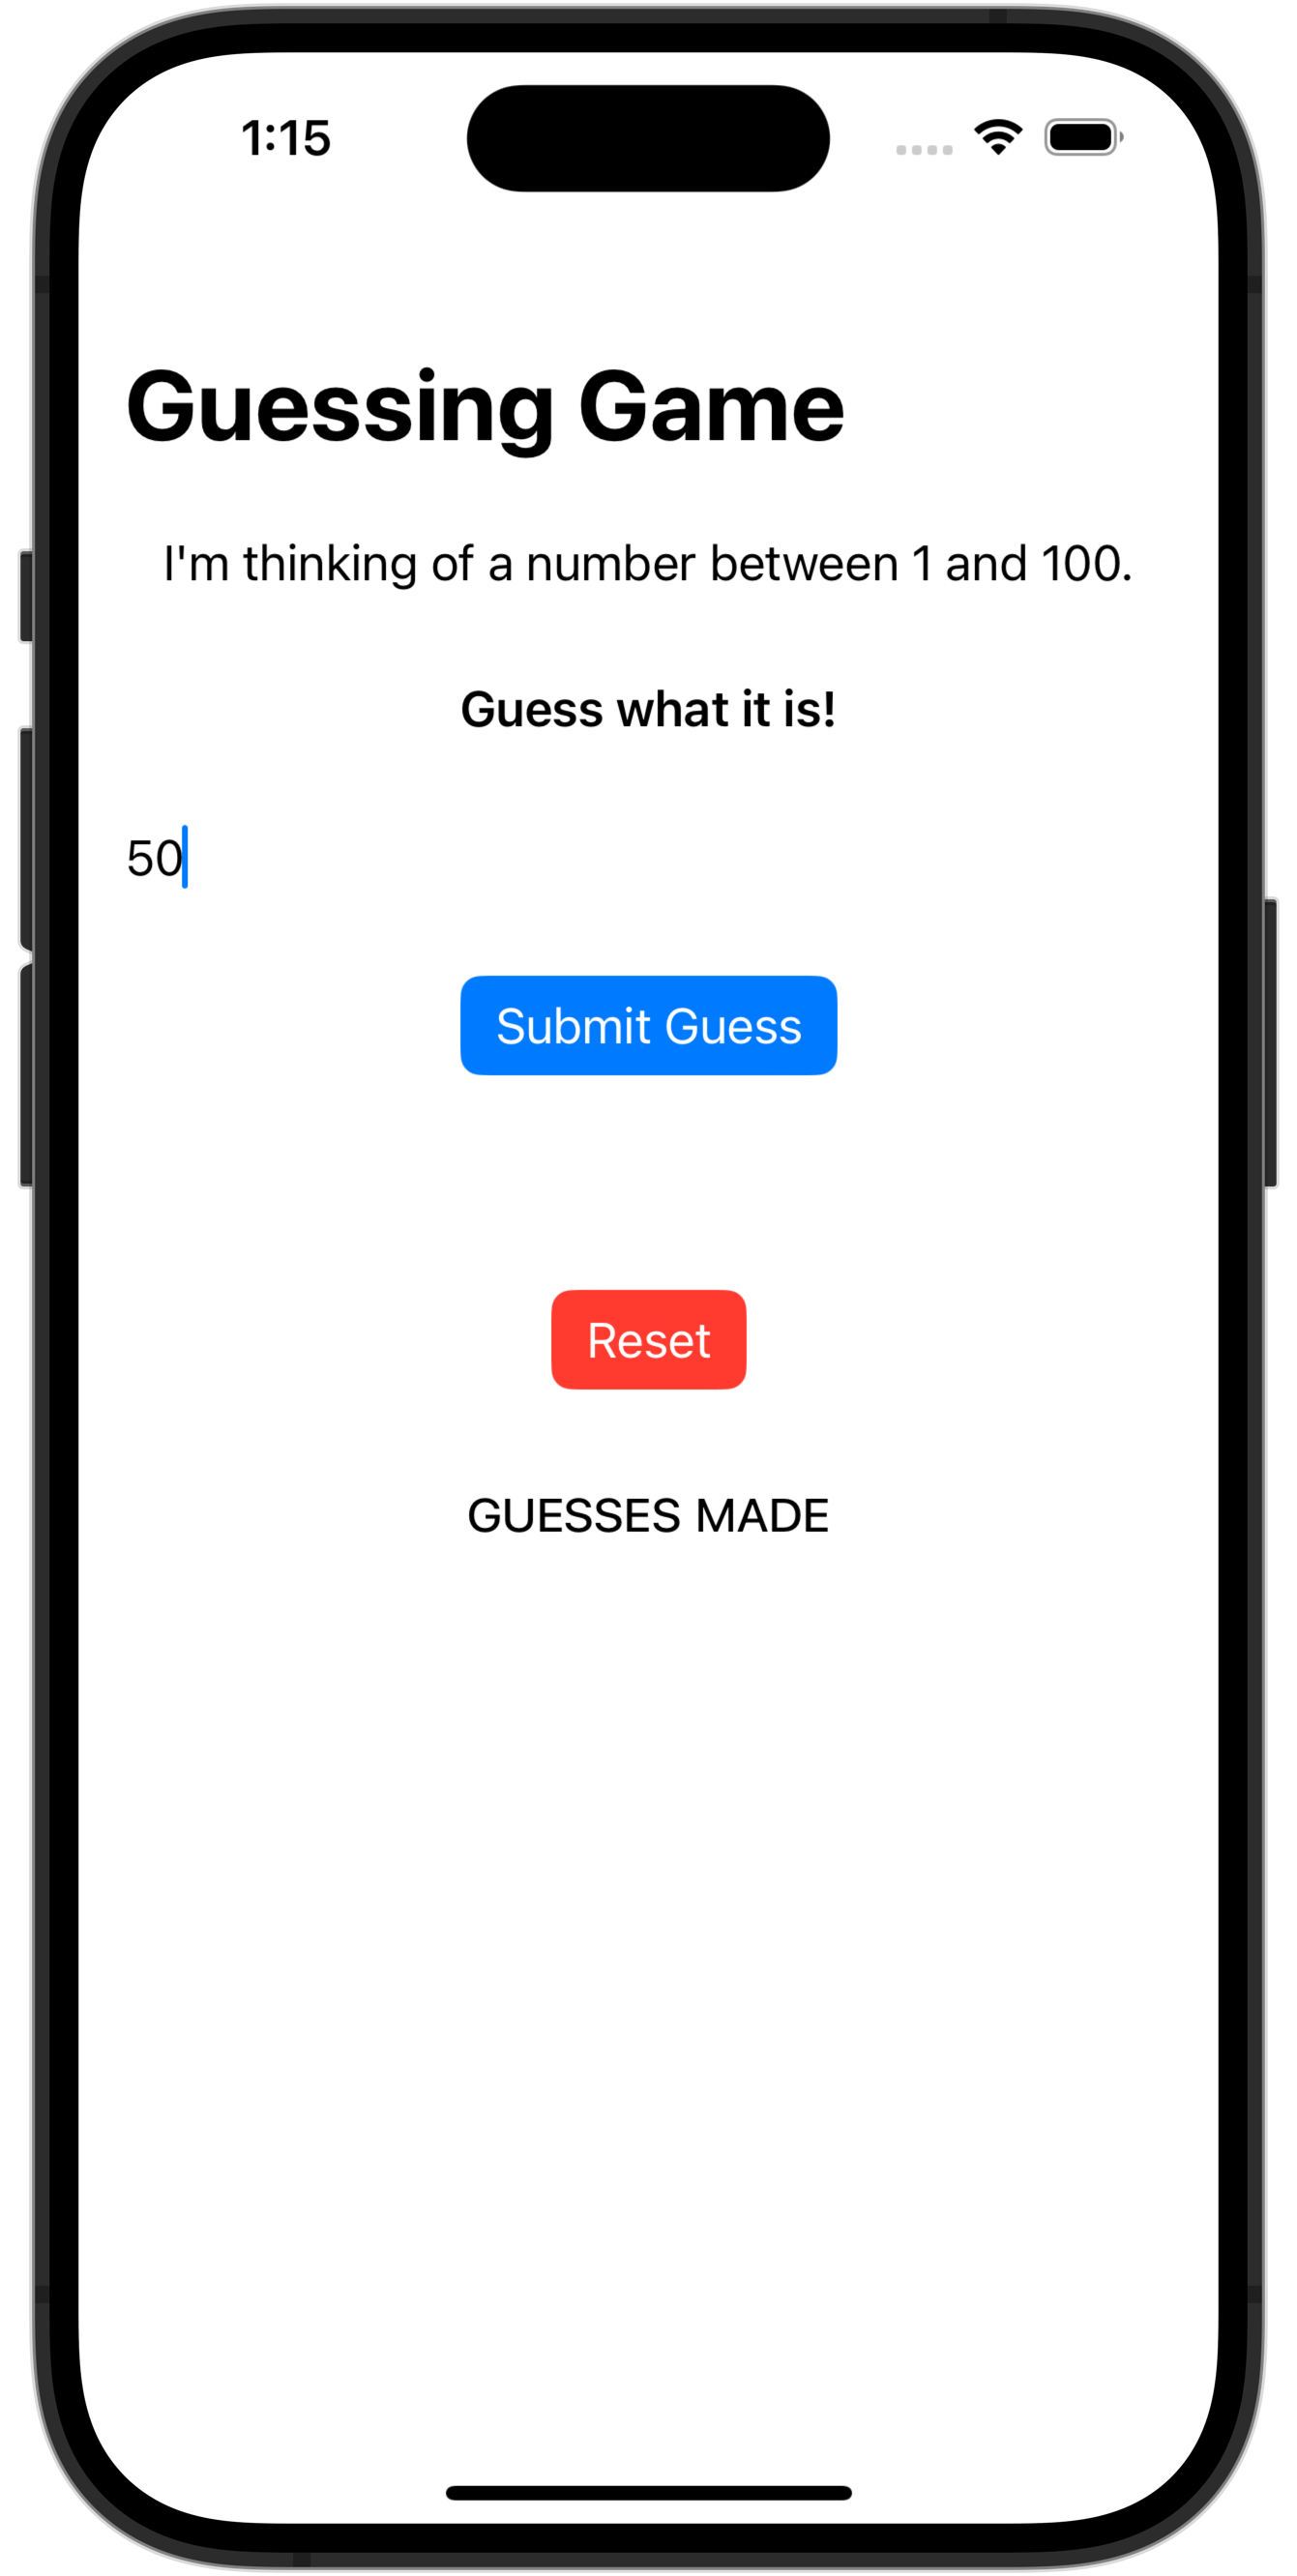 1:15
Guessing Game
I'm thinking of a number between 1 and 100.
Guess what it is!
50
Submit Guess
Reset
GUESSES MADE